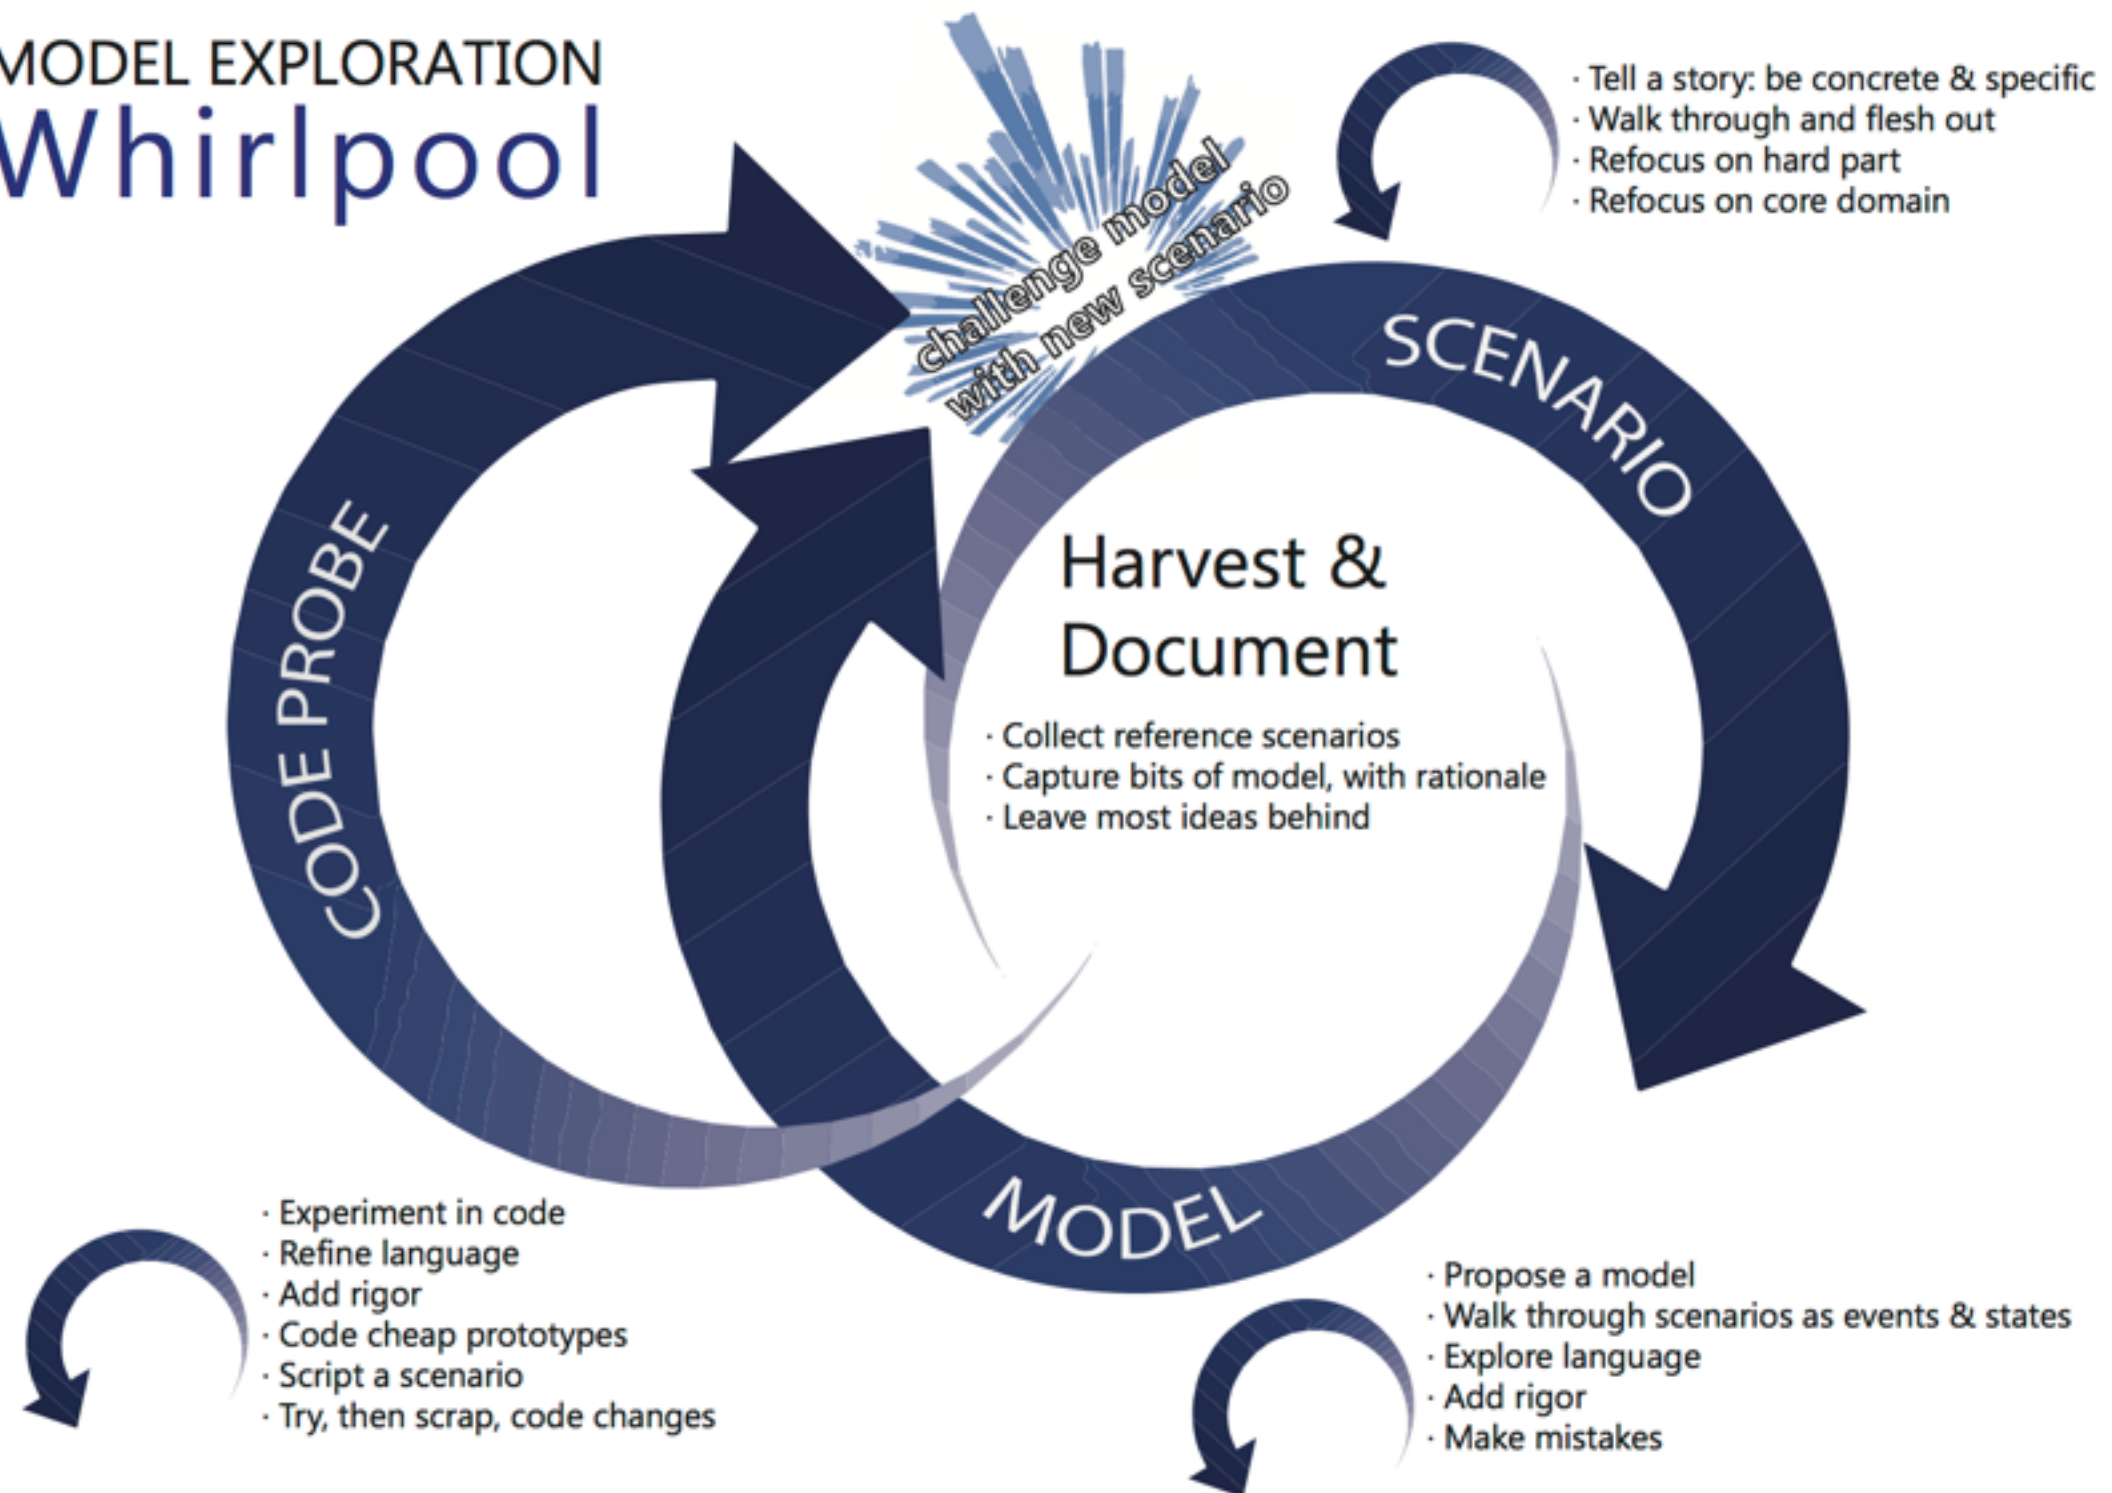 MODEL EXPLORATION
Whirlpool
challenge model
with new scenario
· Tell a story: be concrete & specific
· Walk through and flesh out
· Refocus on hard part
· Refocus on core domain
SCENARIO
CODE PROBE
Harvest &
Document
· Collect reference scenarios
· Capture bits of model, with rationale
· Leave most ideas behind
MODEL
· Experiment in code
· Refine language
· Add rigor
· Code cheap prototypes
· Script a scenario
· Try, then scrap, code changes
· Propose a model
· Walk through scenarios as events & states
· Explore language
· Add rigor
· Make mistakes